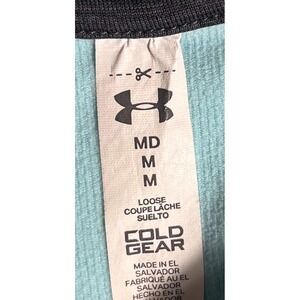 MD
M
M
LOOSE
COUPE LÂCHE
SUELTO
COLD
GEAR
MADE IN EL
SALVADOR
FABRIQUÉ AU EL
SALVADOR
HECHO EN EL